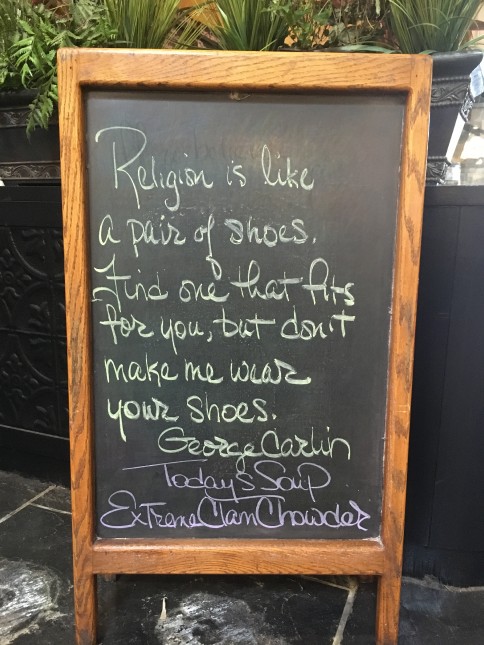 Religion is like
a pair of shoes.
Find one that fits
for you, but don't
make me wear
your shoes.
George Carlin
Today's Soup
Extreme Clam Chowder